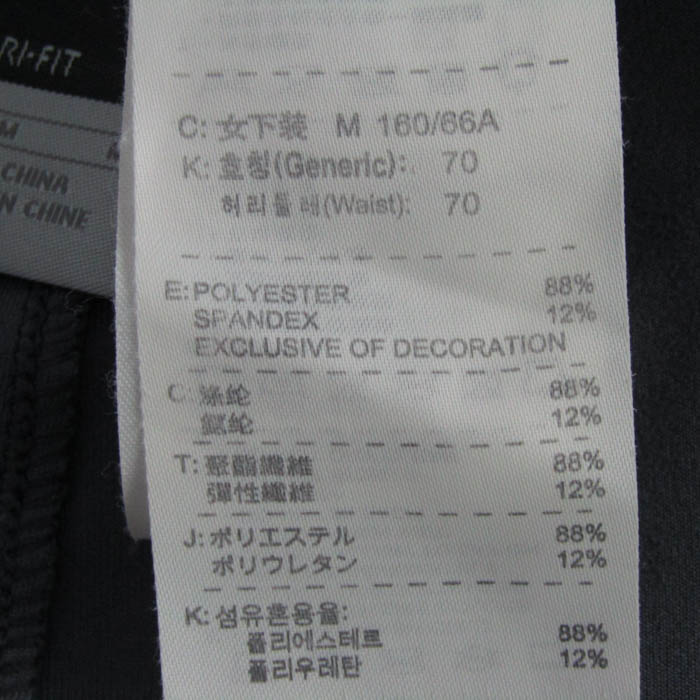 RI-FIT
M
CHINA
N CHINE
C: 女下装 M 160/66A
K: 호칭(Generic): 70
허리둘레(Waist): 70
E: POLYESTER 88%
SPANDEX 12%
EXCLUSIVE OF DECORATION
C: 涤纶 88%
氨纶 12%
T: 聚酯纖維 88%
彈性纖維 12%
J: ポリエステル 88%
ポリウレタン 12%
K: 섬유혼용율:
폴리에스테르 88%
폴리우레탄 12%